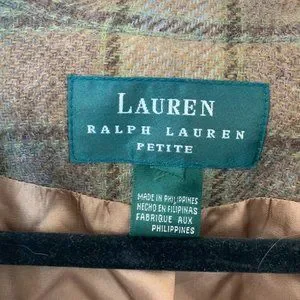 LAUREN
RALPH LAUREN
PETITE
MADE IN PHILIPPINES
HECHO EN FILIPINAS
FABRIQUE AUX
PHILIPPINES